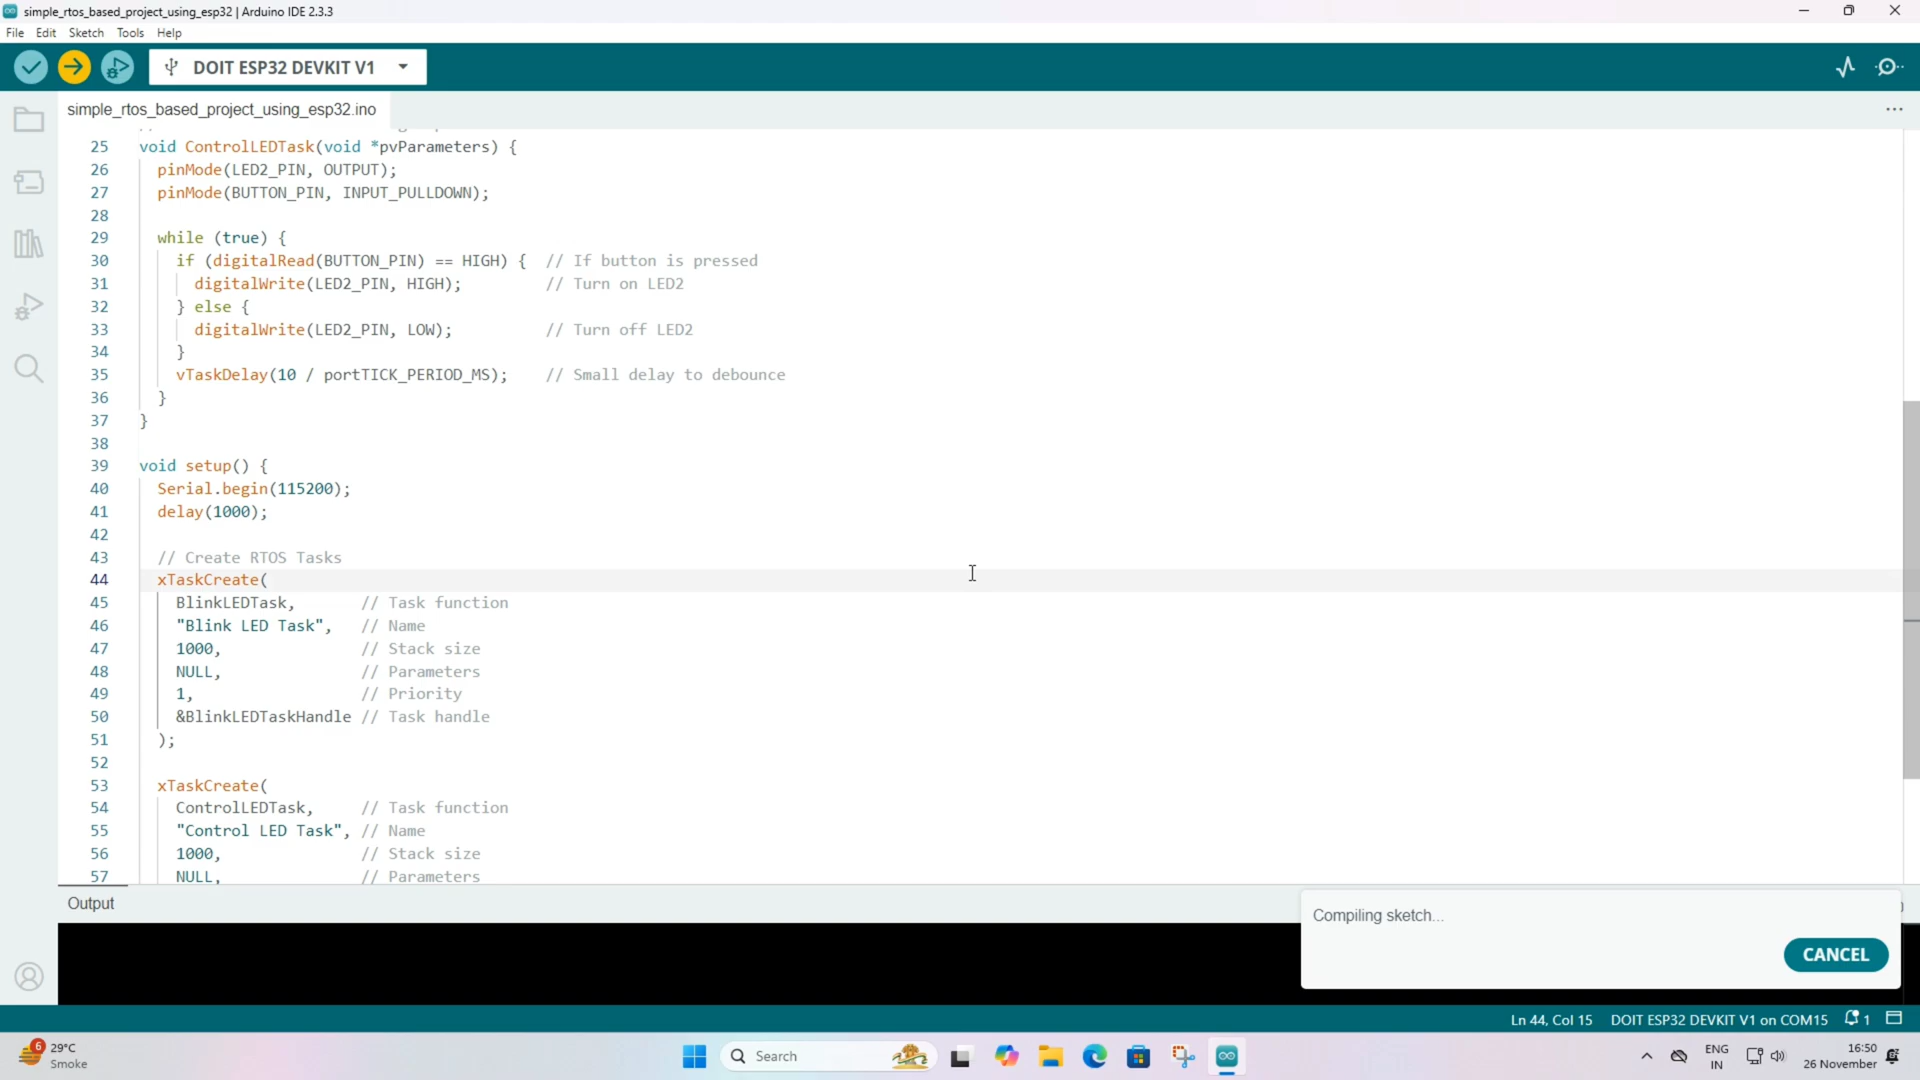 simple_rtos_based_project_using_esp32 | Arduino IDE 2.3.3
File Edit Sketch Tools Help
DOIT ESP32 DEVKIT V1
simple_rtos_based_project_using_esp32.ino
25 void ControlLEDTask(void *pvParameters) {
26 pinMode(LED2_PIN, OUTPUT);
27 pinMode(BUTTON_PIN, INPUT_PULLDOWN);
28
29 while (true) {
30 if (digitalRead(BUTTON_PIN) == HIGH) { // If button is pressed
31 digitalWrite(LED2_PIN, HIGH); // Turn on LED2
32 } else {
33 digitalWrite(LED2_PIN, LOW); // Turn off LED2
34 }
35 vTaskDelay(10 / portTICK_PERIOD_MS); // Small delay to debounce
36 }
37 }
38
39 void setup() {
40 Serial.begin(115200);
41 delay(1000);
42
43 // Create RTOS Tasks
44 xTaskCreate(
45 BlinkLEDTask, // Task function
46 "Blink LED Task", // Name
47 1000, // Stack size
48 NULL, // Parameters
49 1, // Priority
50 &BlinkLEDTaskHandle // Task handle
51 );
52
53 xTaskCreate(
54 ControlLEDTask, // Task function
55 "Control LED Task", // Name
56 1000, // Stack size
57 NULL, // Parameters
Output
Compiling sketch...
CANCEL
Ln 44, Col 15 DOIT ESP32 DEVKIT V1 on COM15 1
6
29°C
Smoke
Search
ENG
IN
16:50
26 November